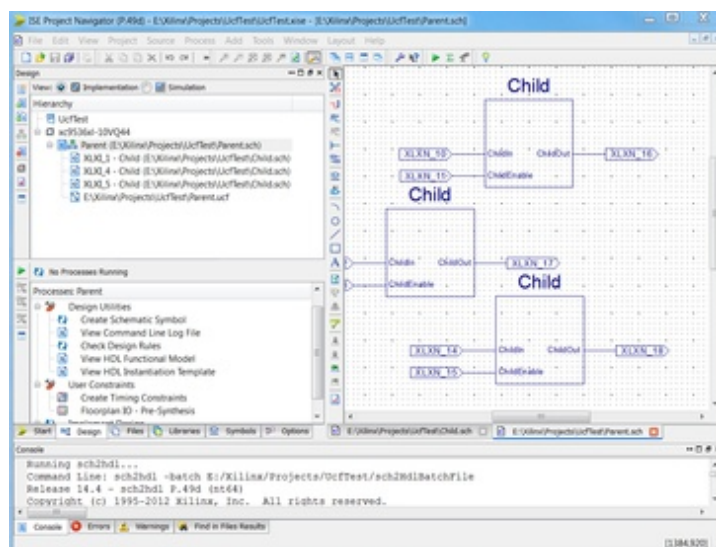 ISE Project Navigator (P.49d) - E:\Xilinx\Projects\UcfTest\UcfTest.xise - [E:\Xilinx\Projects\UcfTest\Parent.sch]
File Edit View Project Source Process Add Tools Window Layout Help
Design
View: Implementation Simulation
Hierarchy
UcfTest
xc9536xl-10VQ44
Parent (E:\Xilinx\Projects\UcfTest\Parent.sch)
XLXI_1 - Child (E:\Xilinx\Projects\UcfTest\Child.sch)
XLXI_4 - Child (E:\Xilinx\Projects\UcfTest\Child.sch)
XLXI_5 - Child (E:\Xilinx\Projects\UcfTest\Child.sch)
E:\Xilinx\Projects\UcfTest\Parent.ucf
No Processes Running
Processes: Parent
Design Utilities
Create Schematic Symbol
View Command Line Log File
Check Design Rules
View HDL Functional Model
View HDL Instantiation Template
User Constraints
Create Timing Constraints
Floorplan IO - Pre-Synthesis
Start Design Files Libraries Symbols Options
Child
XLXN_10 ChildIn ChildOut XLXN_16
XLXN_11 ChildEnable
Child
ChildIn ChildOut XLXN_17
ChildEnable
Child
XLXN_14 ChildIn ChildOut XLXN_18
XLXN_15 ChildEnable
E:\Xilinx\Projects\UcfTest\Child.sch E:\Xilinx\Projects\UcfTest\Parent.sch
Console
Running sch2hdl...
Command Line: sch2hdl -batch E:/Xilinx/Projects/UcfTest/sch2HdlBatchFile
Release 14.4 - sch2hdl P.49d (nt64)
Copyright (c) 1995-2012 Xilinx, Inc. All rights reserved.
Console Errors Warnings Find in Files Results
[1384,920]